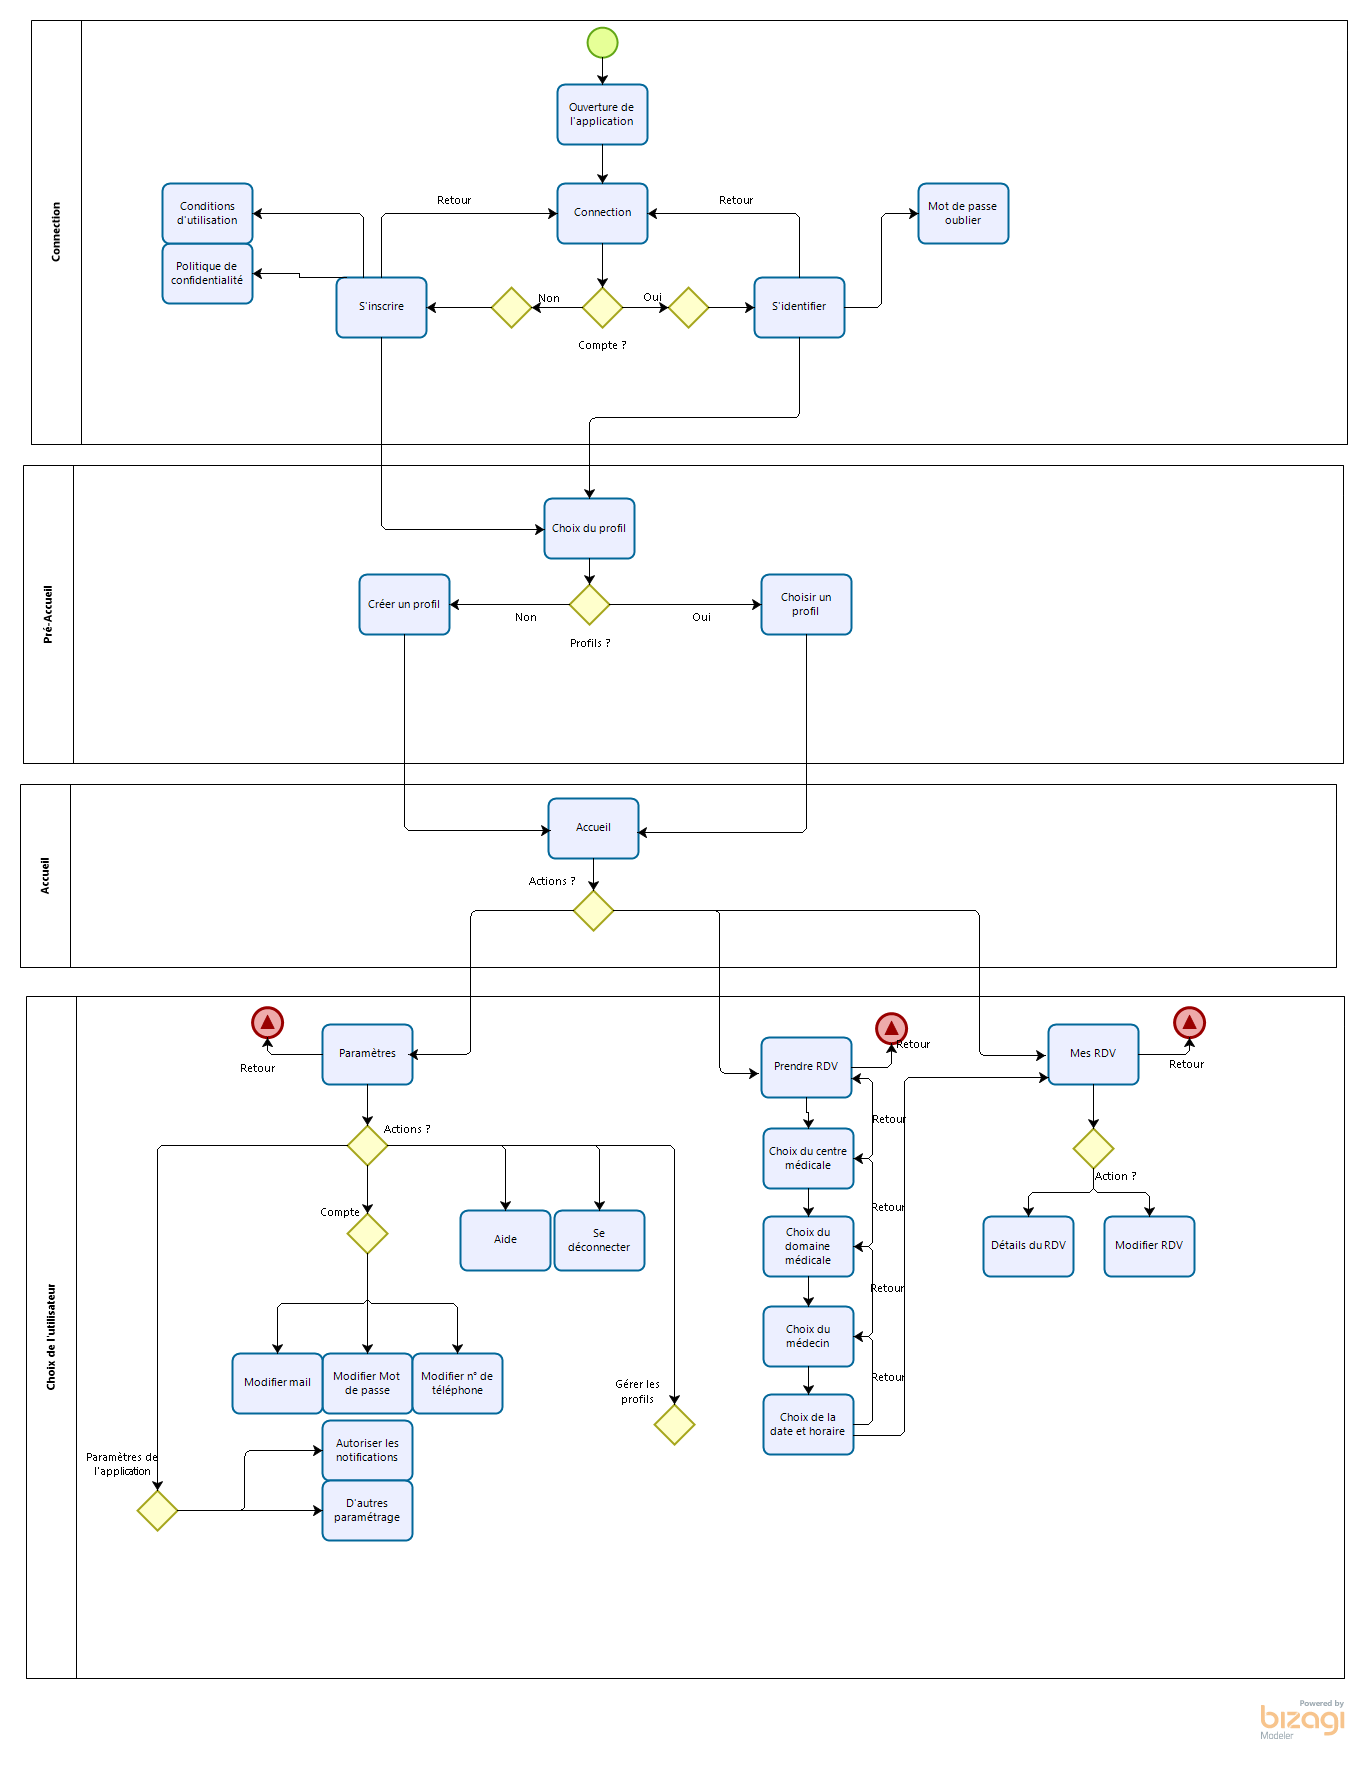 Connection
Ouverture de
l'application
Conditions
d'utilisation
Retour
Connection
Retour
Mot de passe
oublier
Politique de
confidentialité
S'inscrire
Non
Oui
S'identifier
Compte ?
Pré-Accueil
Choix du profil
Créer un profil
Non
Oui
Choisir un
profil
Profils ?
Accueil
Accueil
Actions ?
Choix de l'utilisateur
Paramètres
Retour
Prendre RDV
Retour
Mes RDV
Retour
Actions ?
Retour
Choix du centre
médicale
Action ?
Compte
Aide
Se
déconnecter
Retour
Choix du
domaine
médicale
Détails du RDV
Modifier RDV
Retour
Choix du
médecin
Modifier mail
Modifier Mot
de passe
Modifier n° de
téléphone
Gérer les
profils
Retour
Choix de la
date et horaire
Paramètres de
l'application
Autoriser les
notifications
D'autres
paramétrage
Powered by
bizagi
Modeler